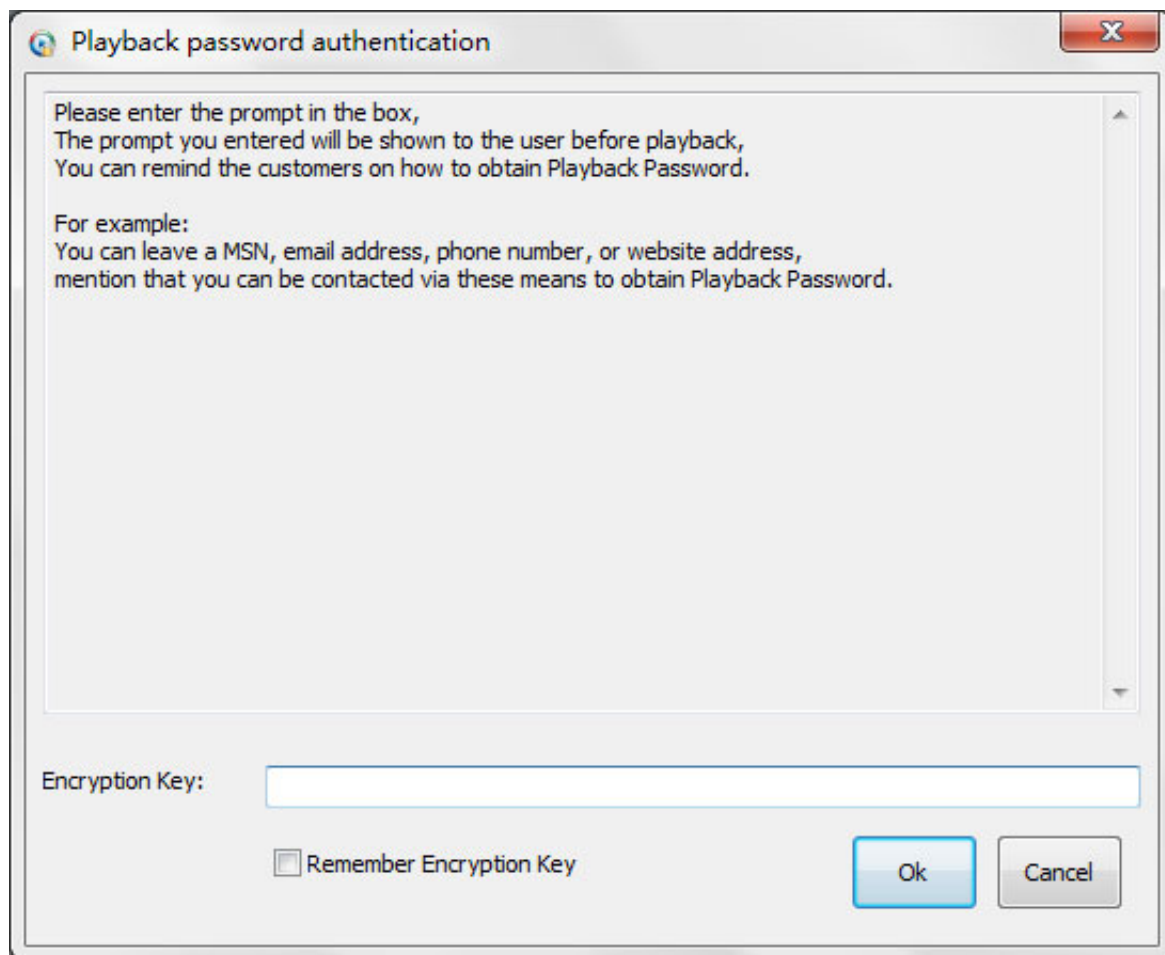 Playback password authentication
Please enter the prompt in the box,
The prompt you entered will be shown to the user before playback,
You can remind the customers on how to obtain Playback Password.
For example:
You can leave a MSN, email address, phone number, or website address,
mention that you can be contacted via these means to obtain Playback Password.
Encryption Key:
Remember Encryption Key
Ok
Cancel